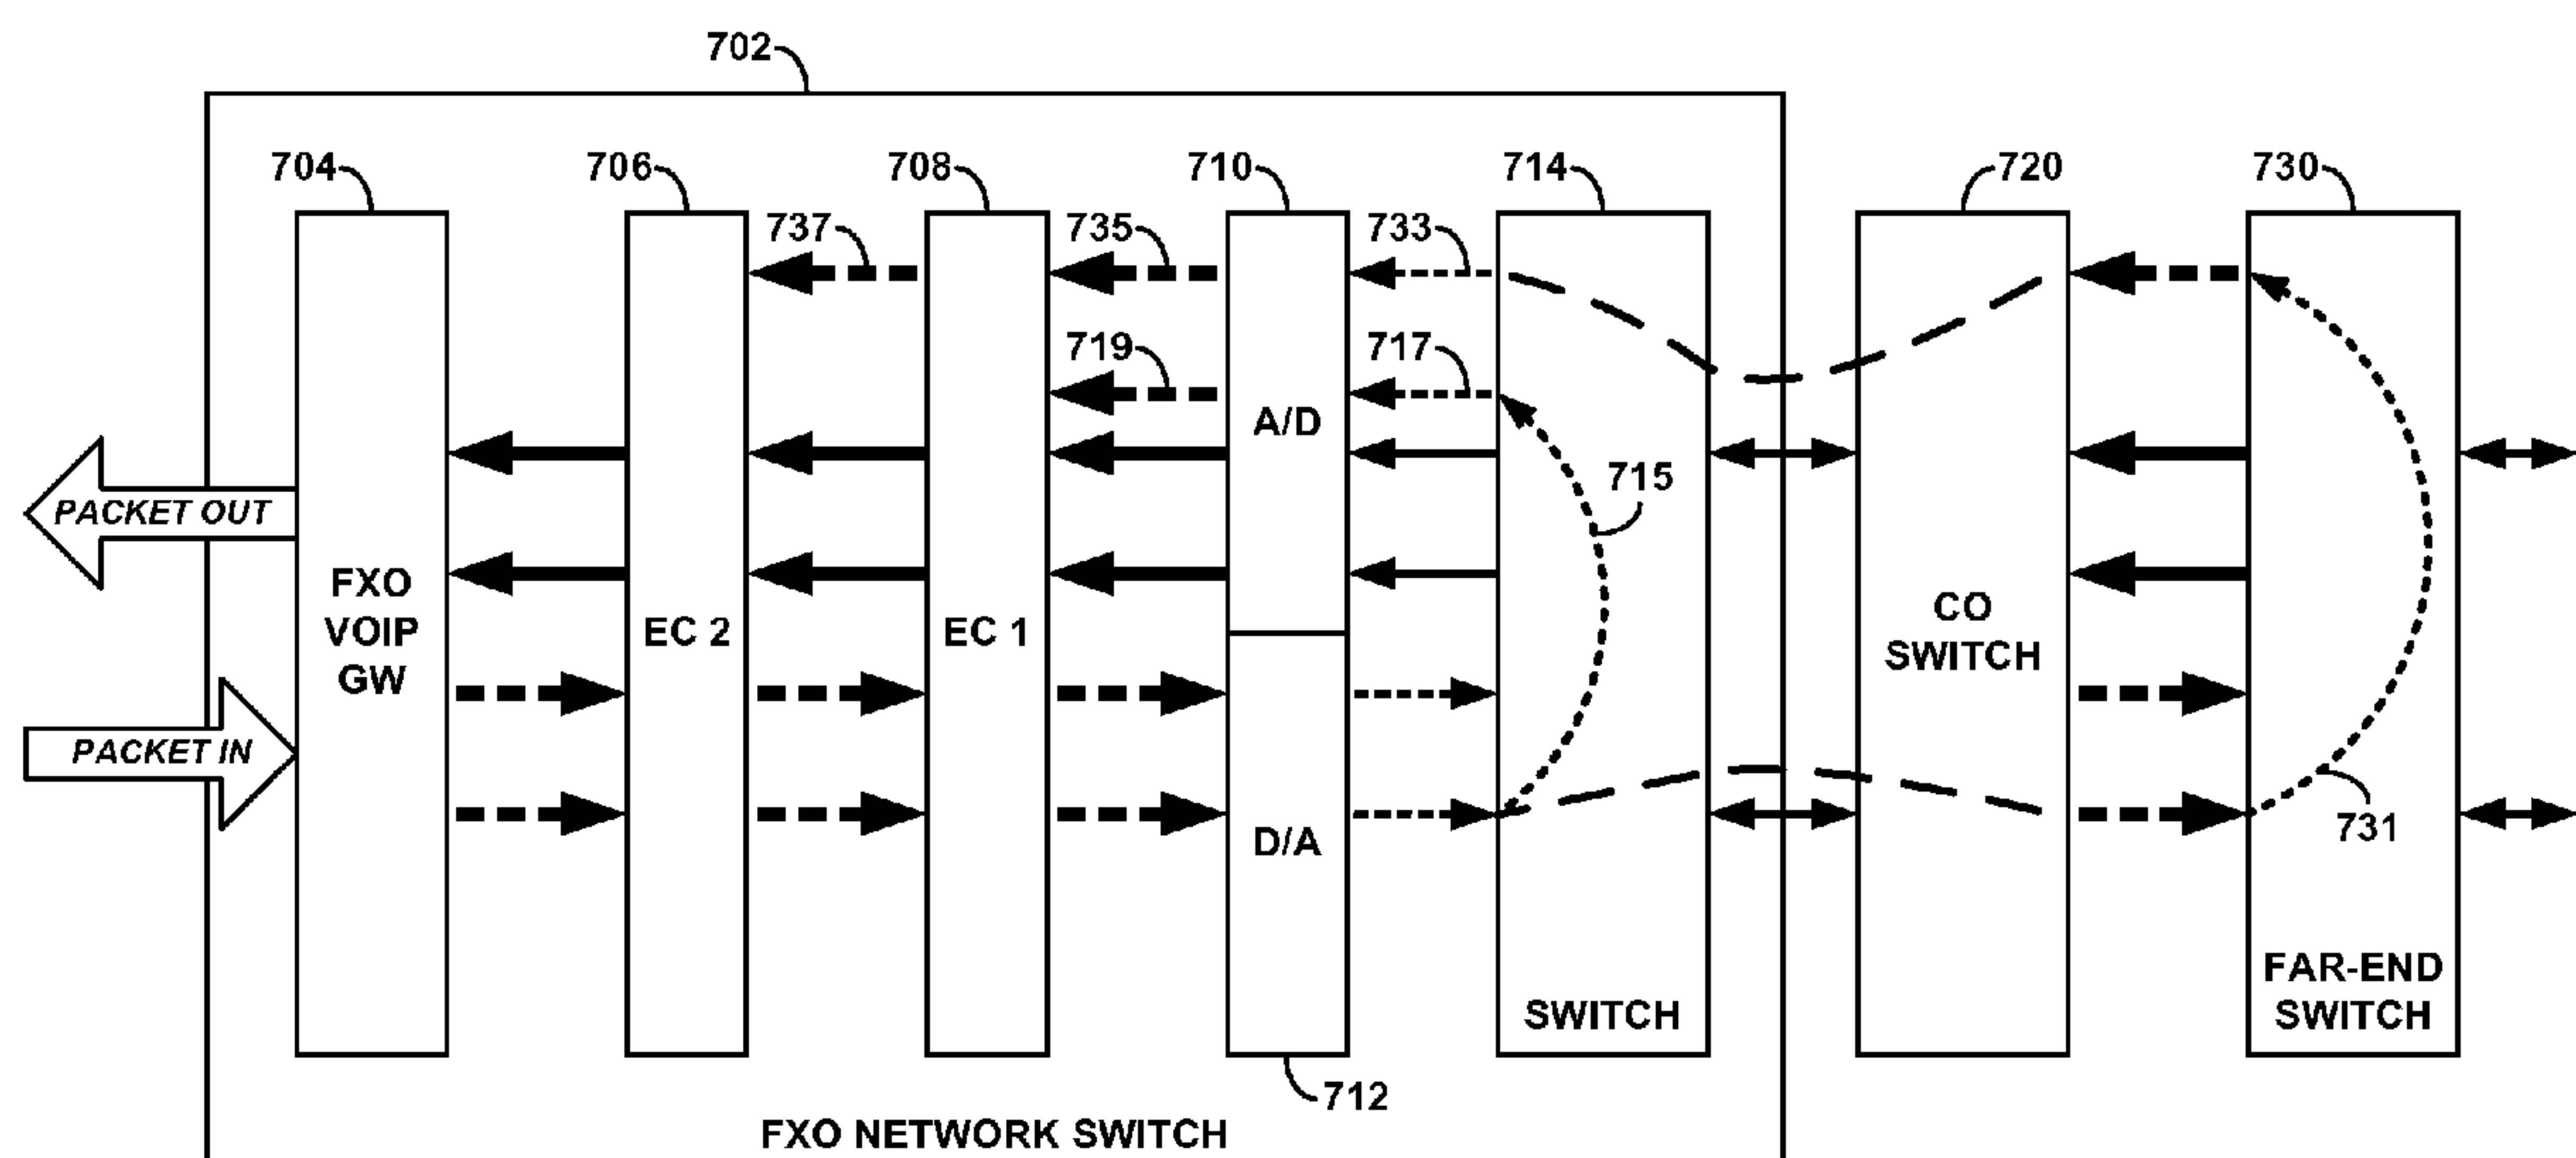 702
704
706
708
710
714
720
730
737
735
733
719
717
A/D
715
PACKET OUT
FXO
VOIP
GW
EC 2
EC 1
CO
SWITCH
PACKET IN
D/A
731
FAR-END
SWITCH
SWITCH
712
FXO NETWORK SWITCH